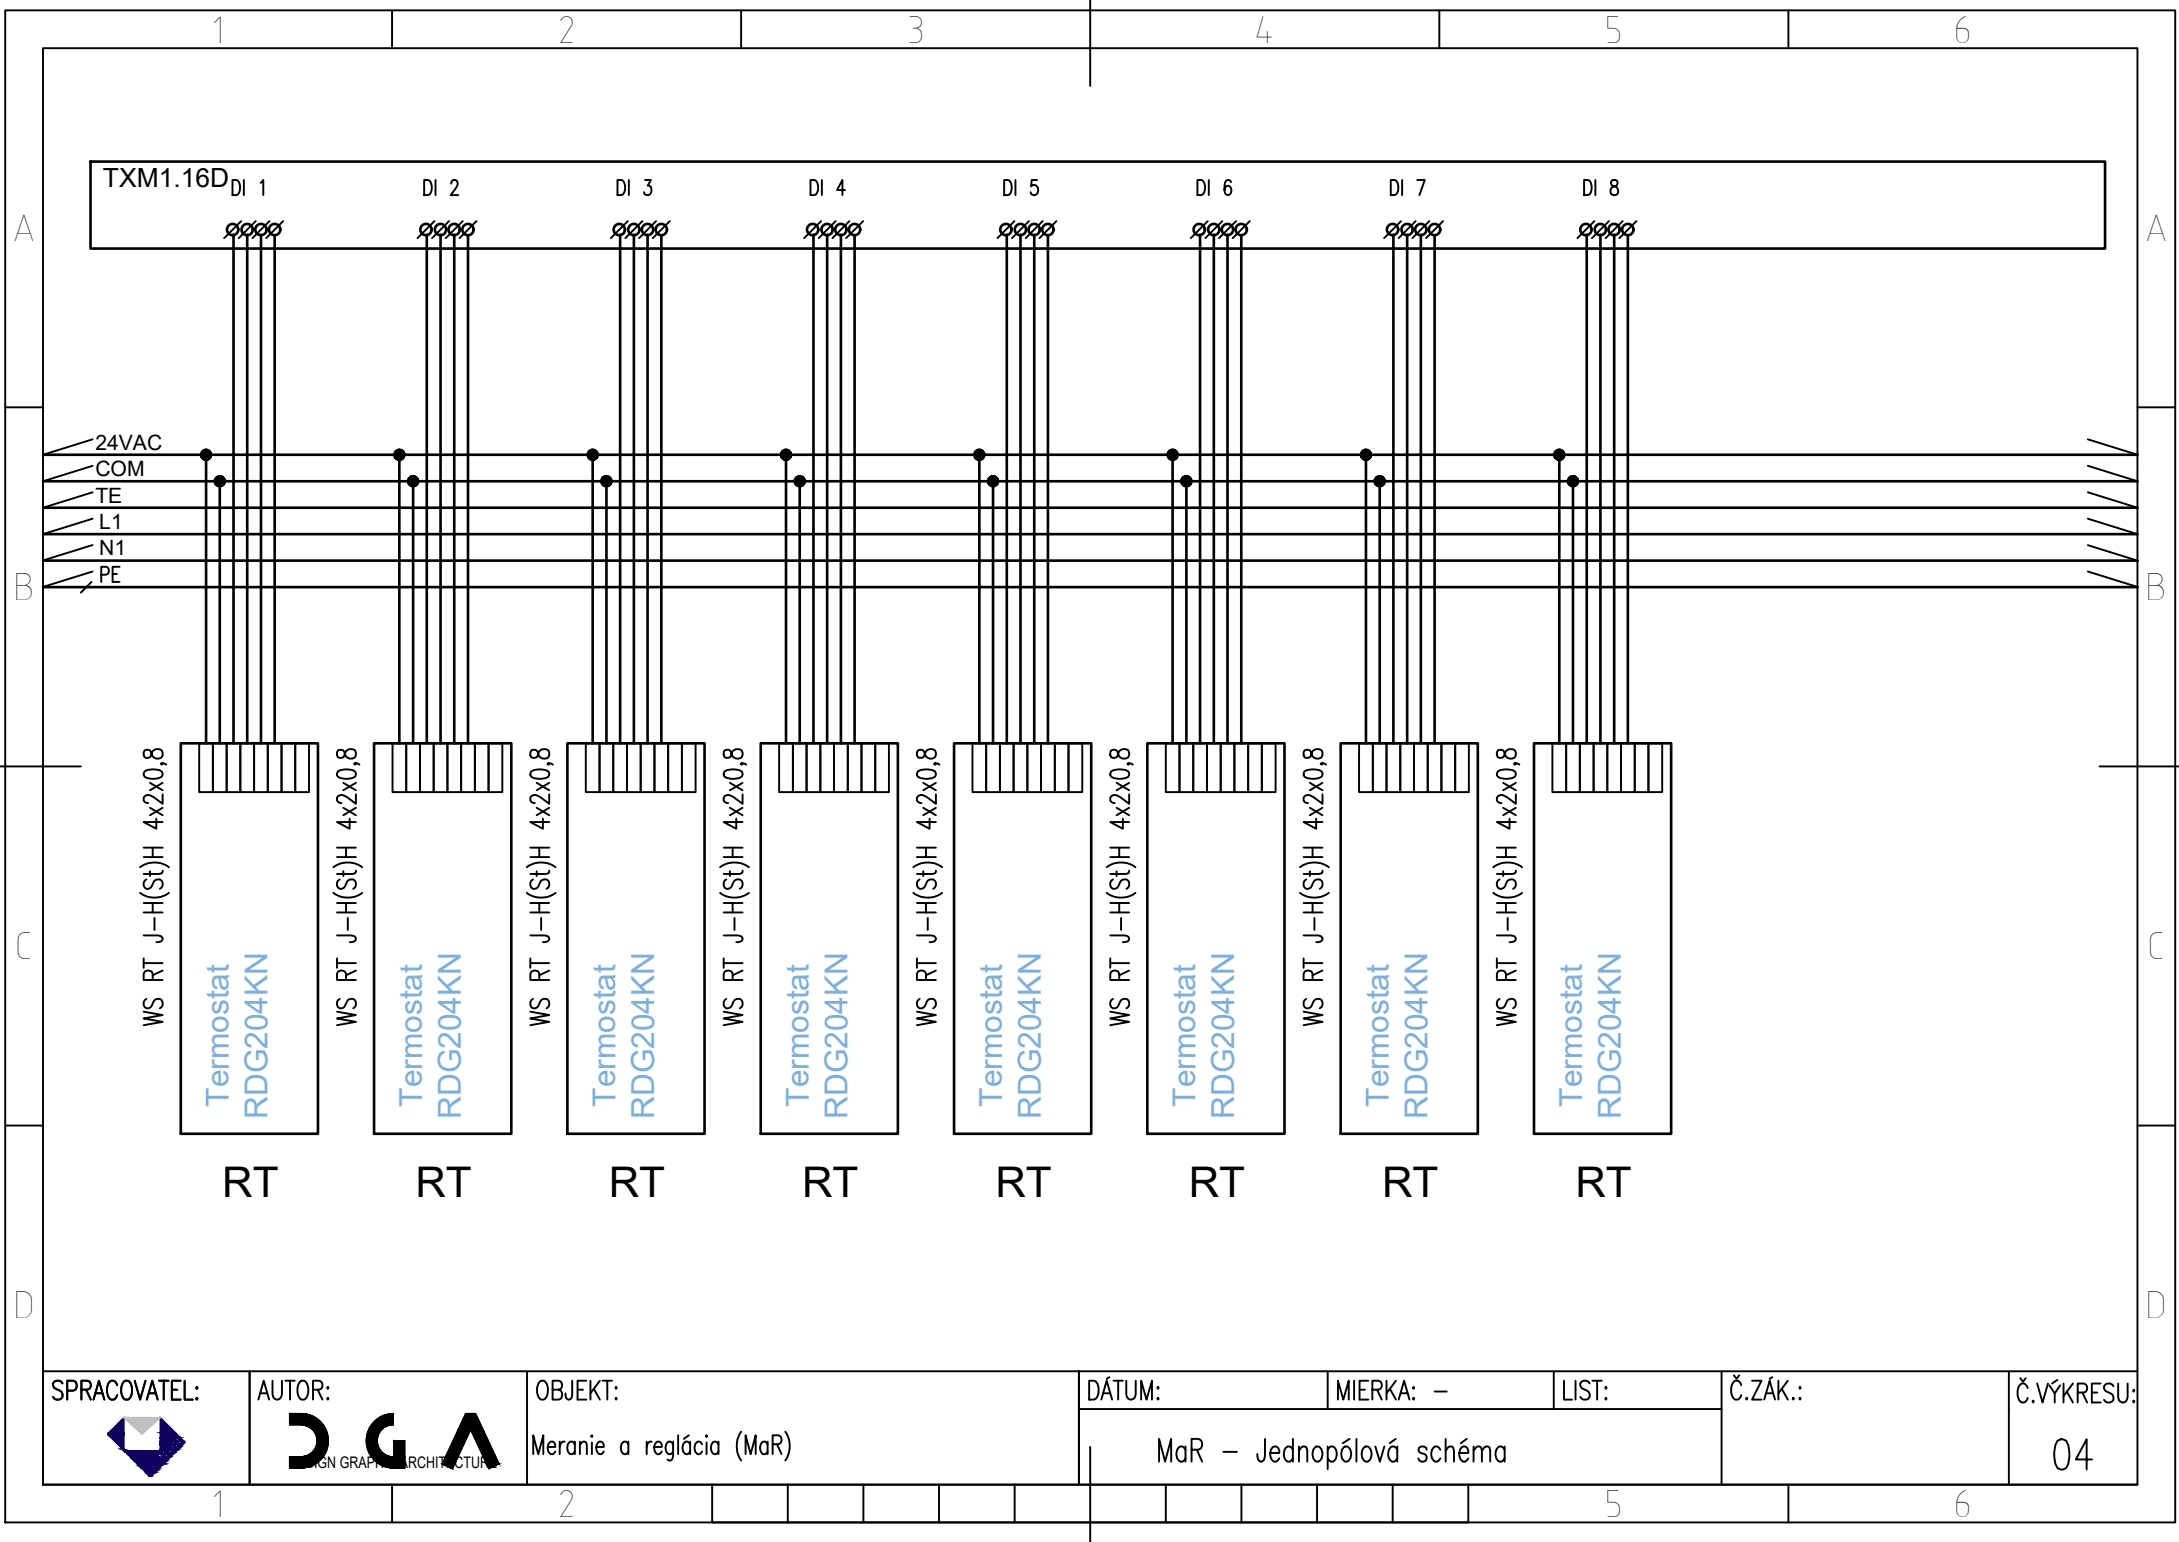 1 2 3 4 5 6
TXM1.16D
DI 1 DI 2 DI 3 DI 4 DI 5 DI 6 DI 7 DI 8
A A
24VAC
COM
TE
L1
N1
PE
B B
WS RT J-H(St)H 4x2x0,8
Termostat
RDG204KN
WS RT J-H(St)H 4x2x0,8
Termostat
RDG204KN
WS RT J-H(St)H 4x2x0,8
Termostat
RDG204KN
WS RT J-H(St)H 4x2x0,8
Termostat
RDG204KN
WS RT J-H(St)H 4x2x0,8
Termostat
RDG204KN
WS RT J-H(St)H 4x2x0,8
Termostat
RDG204KN
WS RT J-H(St)H 4x2x0,8
Termostat
RDG204KN
WS RT J-H(St)H 4x2x0,8
Termostat
RDG204KN
C C
RT RT RT RT RT RT RT RT
D D
SPRACOVATEL:
AUTOR:
DGA
OBJEKT:
Meranie a reglácia (MaR)
DÁTUM:
MIERKA: -
LIST:
MaR - Jednopólová schéma
Č.ZÁK.:
Č.VÝKRESU:
04
1 2 5 6